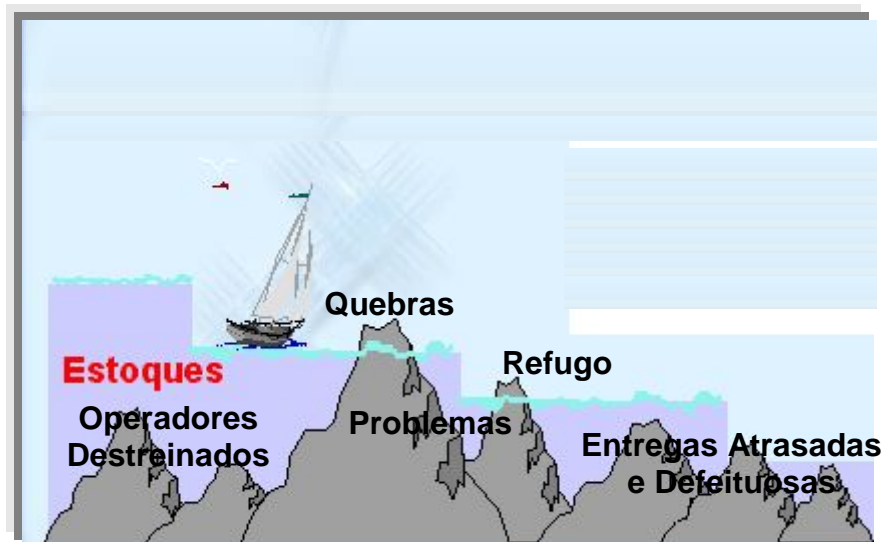 Quebras
Refugo
Estoques
Operadores
Destreinados
Problemas
Entregas Atrasadas
e Defeituosas